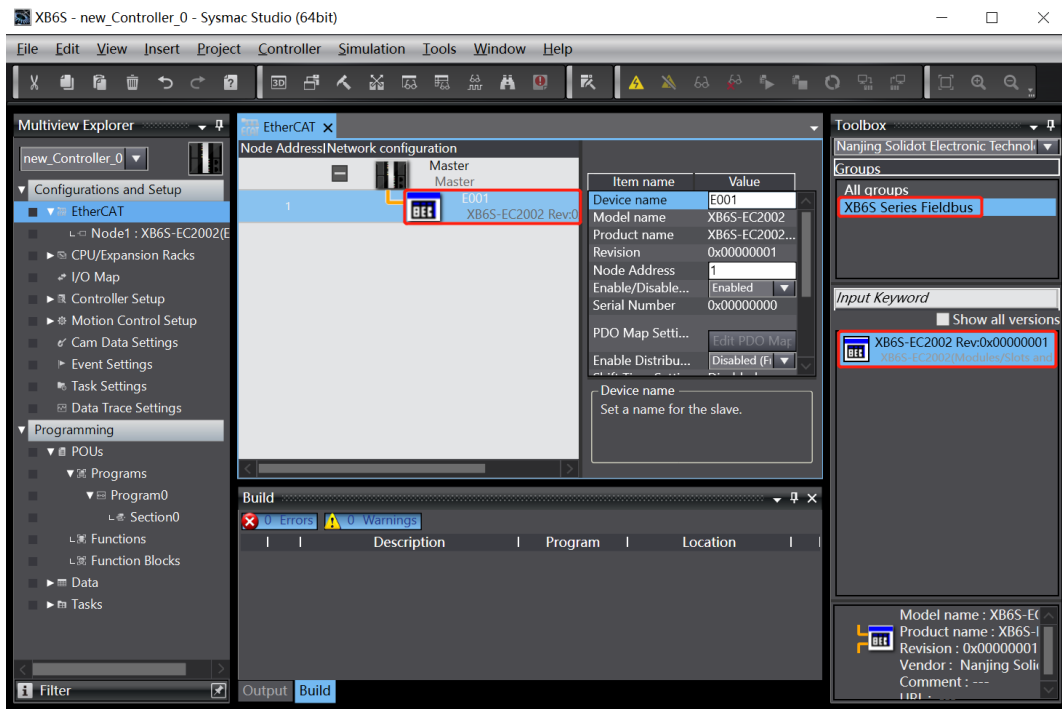 XB6S - new_Controller_0 - Sysmac Studio (64bit)
File Edit View Insert Project Controller Simulation Tools Window Help
Multiview Explorer
new_Controller_0
Configurations and Setup
EtherCAT
Node1 : XB6S-EC2002(E
CPU/Expansion Racks
I/O Map
Controller Setup
Motion Control Setup
Cam Data Settings
Event Settings
Task Settings
Data Trace Settings
Programming
POUs
Programs
Program0
Section0
Functions
Function Blocks
Data
Tasks
Filter
EtherCAT
Node Address|Network configuration
Master
Master
1
E001
XB6S-EC2002 Rev:0
Item name Value
Device name E001
Model name XB6S-EC2002
Product name XB6S-EC2002...
Revision 0x00000001
Node Address 1
Enable/Disable... Enabled
Serial Number 0x00000000
PDO Map Setti... Edit PDO Map
Enable Distribu... Disabled (F
Device name
Set a name for the slave.
Build
0 Errors 0 Warnings
Description Program Location
Output Build
Toolbox
Nanjing Solidot Electronic Technol
Groups
All groups
XB6S Series Fieldbus
Input Keyword
Show all versions
XB6S-EC2002 Rev:0x00000001
XB6S-EC2002(Modules/Slots and
Model name : XB6S-E
Product name : XB6S-
Revision : 0x00000001
Vendor : Nanjing Soli
Comment : ---